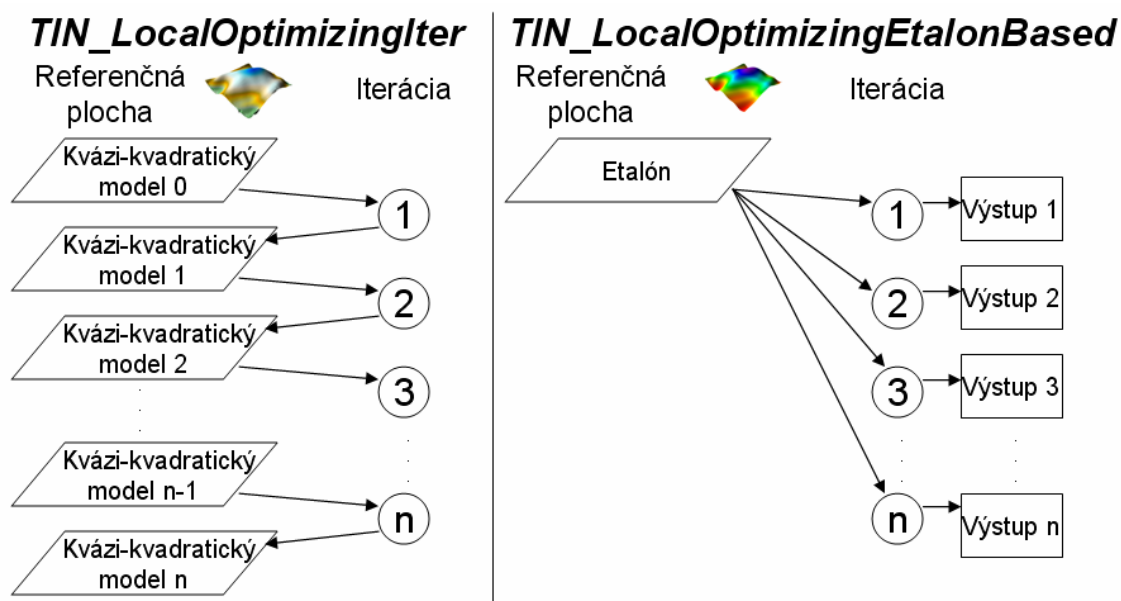 TIN_LocalOptimizingIter
Referenčná
plocha
Iterácia
Kvázi-kvadratický
model 0
1
Kvázi-kvadratický
model 1
2
Kvázi-kvadratický
model 2
3
Kvázi-kvadratický
model n-1
n
Kvázi-kvadratický
model n
TIN_LocalOptimizingEtalonBased
Referenčná
plocha
Iterácia
Etalón
1
Výstup 1
2
Výstup 2
3
Výstup 3
n
Výstup n